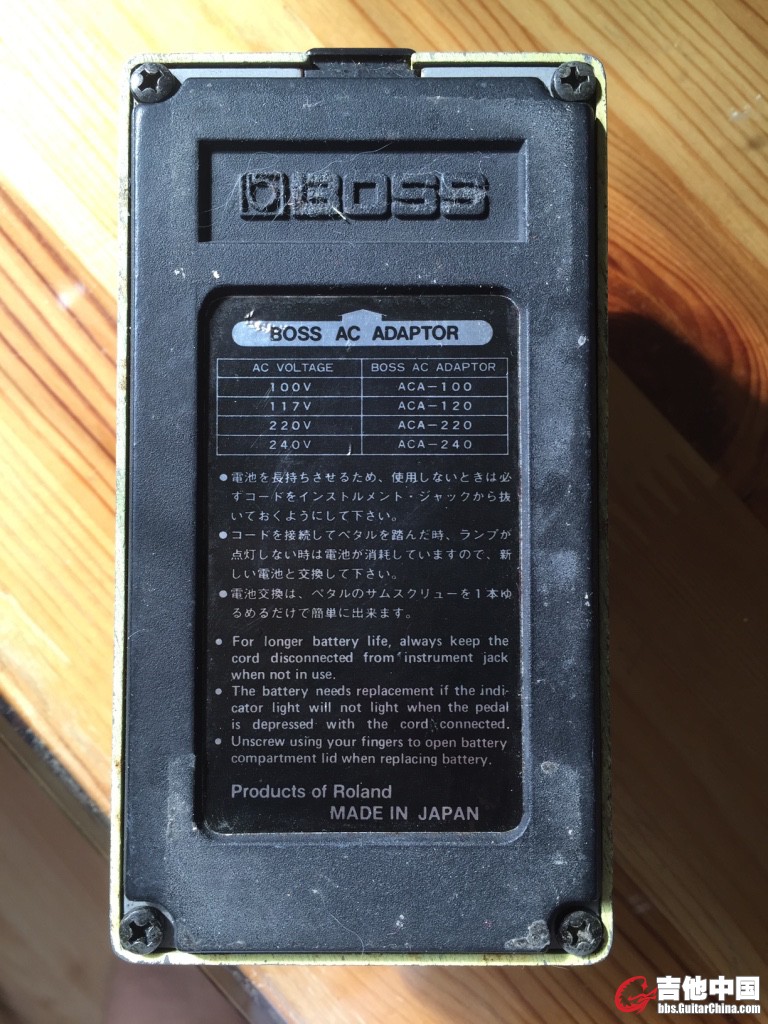 BOSS
BOSS AC ADAPTOR
AC VOLTAGE BOSS AC ADAPTOR
100V ACA-100
117V ACA-120
220V ACA-220
240V ACA-240
●電池を長持ちさせるため、使用しないときは必
ずコードをインストルメント・ジャックから抜
いておくようにして下さい。
●コードを接続してペタルを踏んだ時、ランプが
点灯しない時は電池が消耗していますので、新
しい電池と交換して下さい。
●電池交換は、ペタルのサムスクリューを1本ゆ
るめるだけで簡単に出来ます。
● For longer battery life, always keep the
cord disconnected from instrument jack
when not in use.
● The battery needs replacement if the indi-
cator light will not light when the pedal
is depressed with the cord connected.
● Unscrew using your fingers to open battery
compartment lid when replacing battery.
Products of Roland
MADE IN JAPAN
吉他中国
bbs.GuitarChina.com